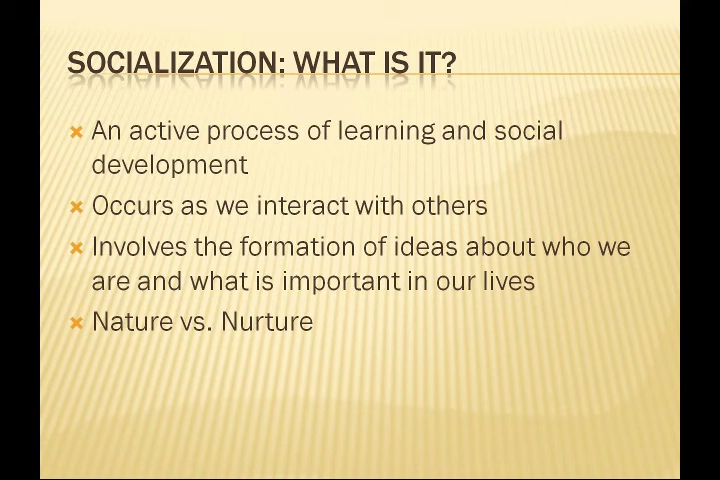 SOCIALIZATION: WHAT IS IT?
An active process of learning and social
development
Occurs as we interact with others
Involves the formation of ideas about who we
are and what is important in our lives
Nature vs. Nurture